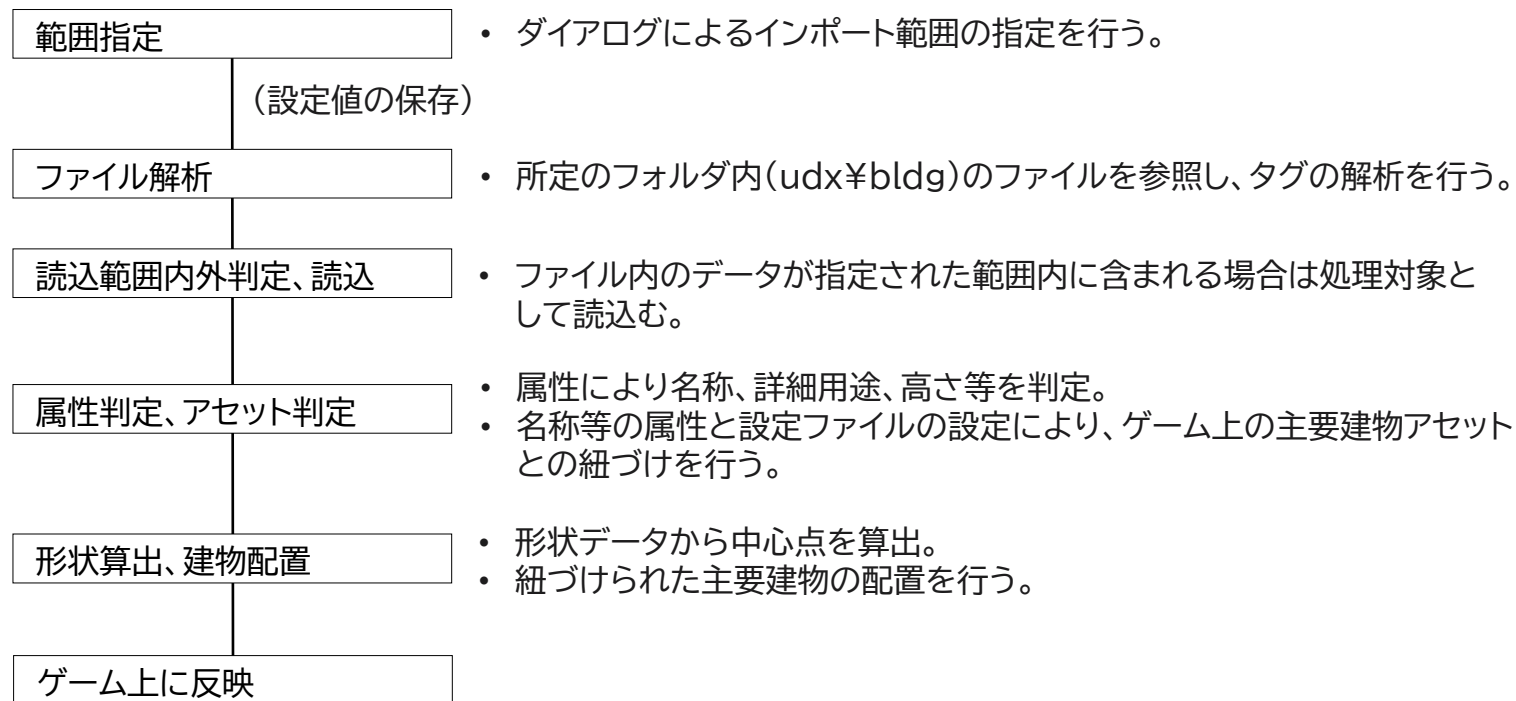 範囲指定
• ダイアログによるインポート範囲の指定を行う。
（設定値の保存）
ファイル解析
• 所定のフォルダ内（udx¥bldg）のファイルを参照し、タグの解析を行う。
読込範囲内外判定、読込
• ファイル内のデータが指定された範囲内に含まれる場合は処理対象と
して読込む。
属性判定、アセット判定
• 属性により名称、詳細用途、高さ等を判定。
• 名称等の属性と設定ファイルの設定により、ゲーム上の主要建物アセット
との紐づけを行う。
形状算出、建物配置
• 形状データから中心点を算出。
• 紐づけられた主要建物の配置を行う。
ゲーム上に反映